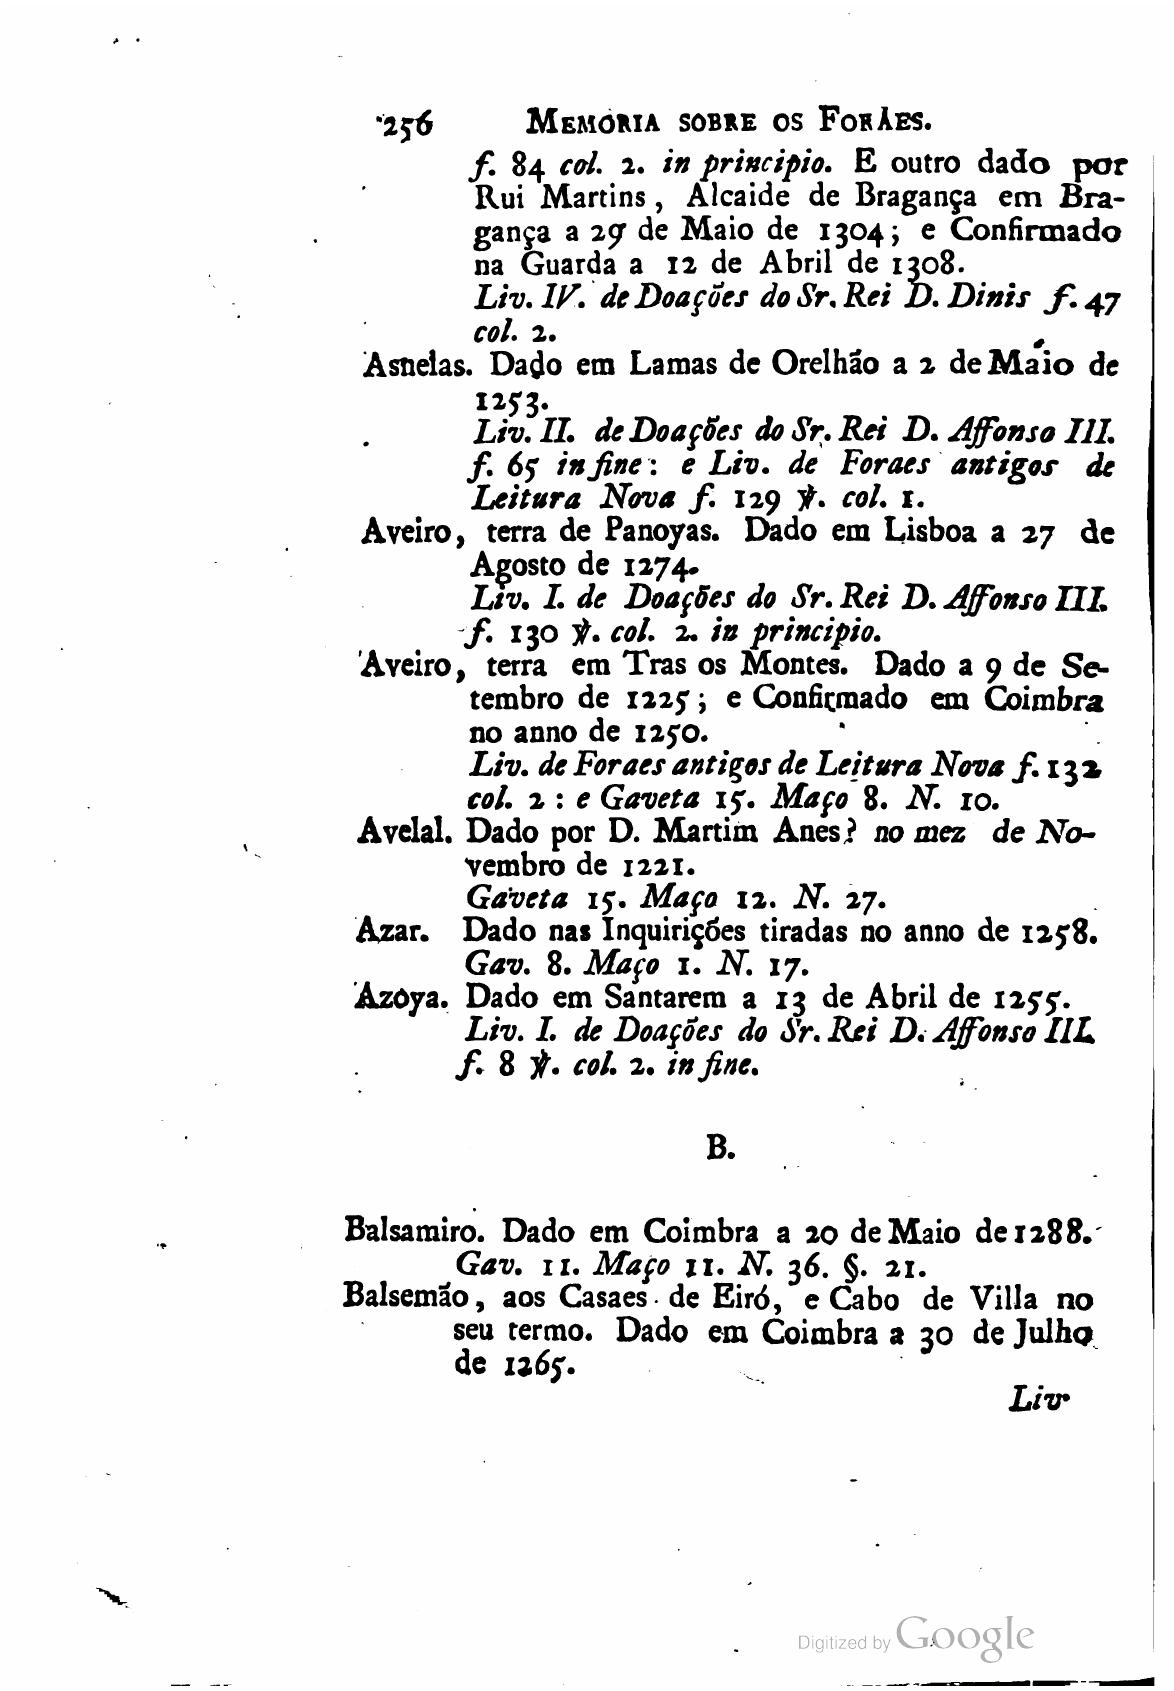 256 MEMORIA SOBRE OS FORAES.
f. 84 col. 2. in principio. E outro dado por
Rui Martins, Alcaide de Bragança em Bra-
gança a 29 de Maio de 1304; e Confirmado
na Guarda a 12 de Abril de 1308.
Liv. IV. de Doações do Sr. Rei D. Dinis f. 47
col. 2.
Asnelas. Dado em Lamas de Orelhão a 2 de Maio de
1253.
Liv. II. de Doações do Sr. Rei D. Affonso III.
f. 65 in fine: e Liv. de Foraes antigos de
Leitura Nova f. 129 ℣. col. 1.
Aveiro, terra de Panoyas. Dado em Lisboa a 27 de
Agosto de 1274.
Liv. I. de Doações do Sr. Rei D. Affonso III.
f. 130 ℣. col. 2. in principio.
Aveiro, terra em Tras os Montes. Dado a 9 de Se-
tembro de 1225; e Confirmado em Coimbra
no anno de 1250.
Liv. de Foraes antigos de Leitura Nova f. 132
col. 2 : e Gaveta 15. Maço 8. N. 10.
Avelal. Dado por D. Martim Anes? no mez de No-
vembro de 1221.
Gaveta 15. Maço 12. N. 27.
Azar. Dado nas Inquirições tiradas no anno de 1258.
Gav. 8. Maço 1. N. 17.
Azoya. Dado em Santarem a 13 de Abril de 1255.
Liv. I. de Doações do Sr. Rei D. Affonso III.
f. 8 ℣. col. 2. in fine.
B.
Balsamiro. Dado em Coimbra a 20 de Maio de 1288.
Gav. 11. Maço 11. N. 36. §. 21.
Balsemão, aos Casaes de Eiró, e Cabo de Villa no
seu termo. Dado em Coimbra a 30 de Julho
de 1265.
Liv
Digitized by Google